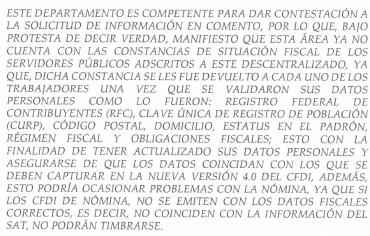 ESTE DEPARTAMENTO ES COMPETENTE PARA DAR CONTESTACIÓN A
LA SOLICITUD DE INFORMACIÓN EN COMENTO, POR LO QUE, BAJO
PROTESTA DE DECIR VERDAD, MANIFIESTO QUE ESTA ÁREA YA NO
CUENTA CON LAS CONSTANCIAS DE SITUACIÓN FISCAL DE LOS
SERVIDORES PÚBLICOS ADSCRITOS A ESTE DESCENTRALIZADO, YA
QUE, DICHA CONSTANCIA SE LES FUE DEVUELTO A CADA UNO DE LOS
TRABAJADORES UNA VEZ QUE SE VALIDARON SUS DATOS
PERSONALES COMO LO FUERON: REGISTRO FEDERAL DE
CONTRIBUYENTES (RFC), CLAVE ÚNICA DE REGISTRO DE POBLACIÓN
(CURP), CÓDIGO POSTAL, DOMICILIO, ESTATUS EN EL PADRÓN,
RÉGIMEN FISCAL Y OBLIGACIONES FISCALES; ESTO CON LA
FINALIDAD DE TENER ACTUALIZADO SUS DATOS PERSONALES Y
ASEGURARSE DE QUE LOS DATOS COINCIDAN CON LOS QUE SE
DEBEN CAPTURAR EN LA NUEVA VERSIÓN 4.0 DEL CFDI, ADEMÁS,
ESTO PODRÍA OCASIONAR PROBLEMAS CON LA NÓMINA, YA QUE SI
LOS CFDI DE NÓMINA, NO SE EMITEN CON LOS DATOS FISCALES
CORRECTOS, ES DECIR, NO COINCIDEN CON LA INFORMACIÓN DEL
SAT, NO PODRÁN TIMBRARSE.